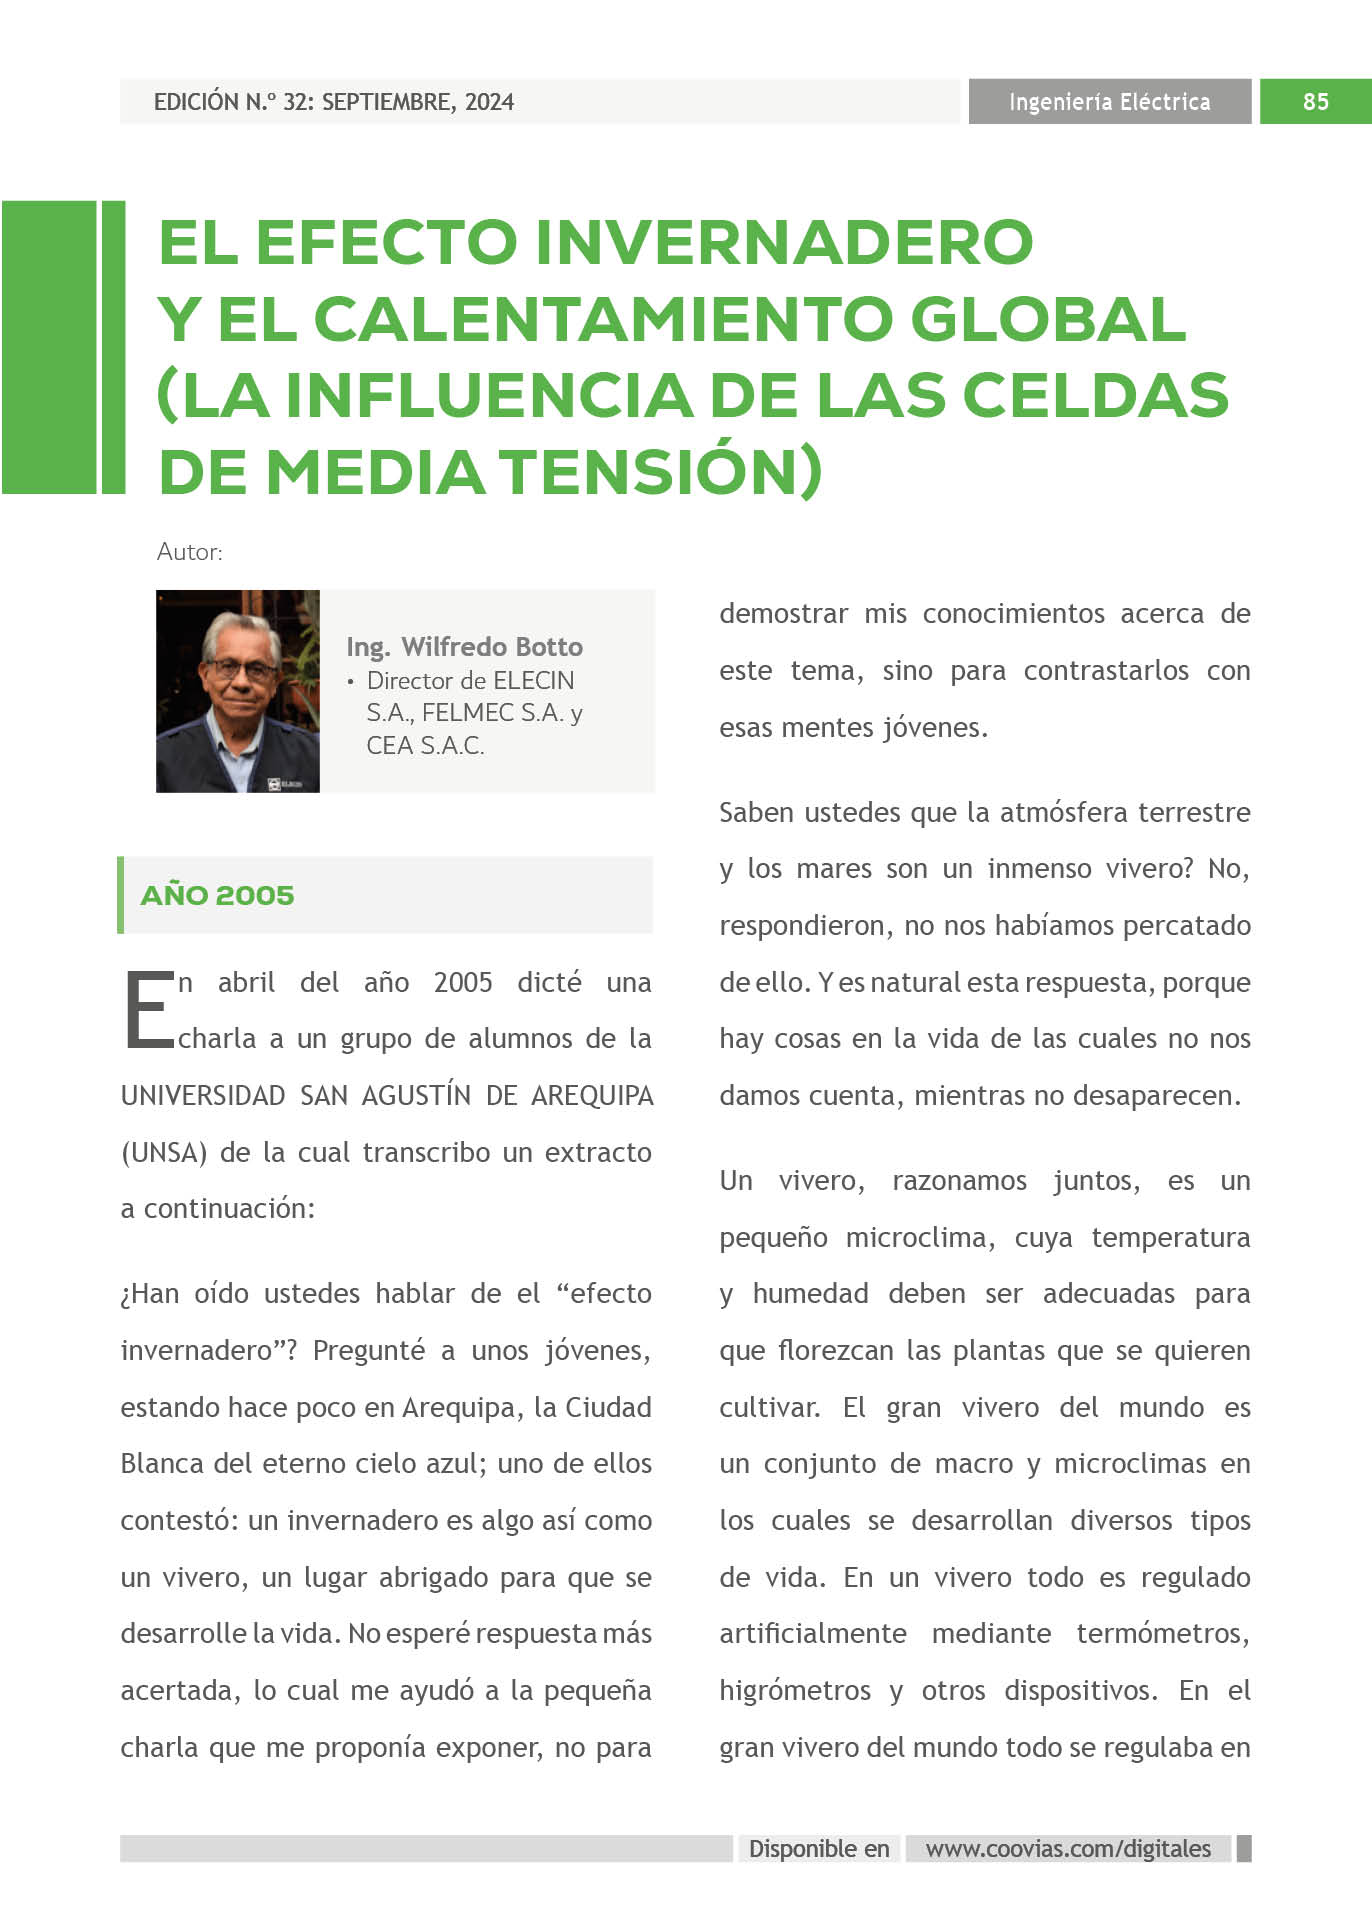 EDICIÓN N.º 32: SEPTIEMBRE, 2024
Ingeniería Eléctrica
85
EL EFECTO INVERNADERO
Y EL CALENTAMIENTO GLOBAL
(LA INFLUENCIA DE LAS CELDAS
DE MEDIA TENSIÓN)
Autor:
Ing. Wilfredo Botto
• Director de ELECIN
S.A., FELMEC S.A. y
CEA S.A.C.
ELECIN
AÑO 2005
En abril del año 2005 dicté una
charla a un grupo de alumnos de la
UNIVERSIDAD SAN AGUSTÍN DE AREQUIPA
(UNSA) de la cual transcribo un extracto
a continuación:
¿Han oído ustedes hablar de el “efecto
invernadero”? Pregunté a unos jóvenes,
estando hace poco en Arequipa, la Ciudad
Blanca del eterno cielo azul; uno de ellos
contestó: un invernadero es algo así como
un vivero, un lugar abrigado para que se
desarrolle la vida. No esperé respuesta más
acertada, lo cual me ayudó a la pequeña
charla que me proponía exponer, no para
demostrar mis conocimientos acerca de
este tema, sino para contrastarlos con
esas mentes jóvenes.
Saben ustedes que la atmósfera terrestre
y los mares son un inmenso vivero? No,
respondieron, no nos habíamos percatado
de ello. Y es natural esta respuesta, porque
hay cosas en la vida de las cuales no nos
damos cuenta, mientras no desaparecen.
Un vivero, razonamos juntos, es un
pequeño microclima, cuya temperatura
y humedad deben ser adecuadas para
que florezcan las plantas que se quieren
cultivar. El gran vivero del mundo es
un conjunto de macro y microclimas en
los cuales se desarrollan diversos tipos
de vida. En un vivero todo es regulado
artificialmente mediante termómetros,
higrómetros y otros dispositivos. En el
gran vivero del mundo todo se regulaba en
Disponible en
www.coovias.com/digitales